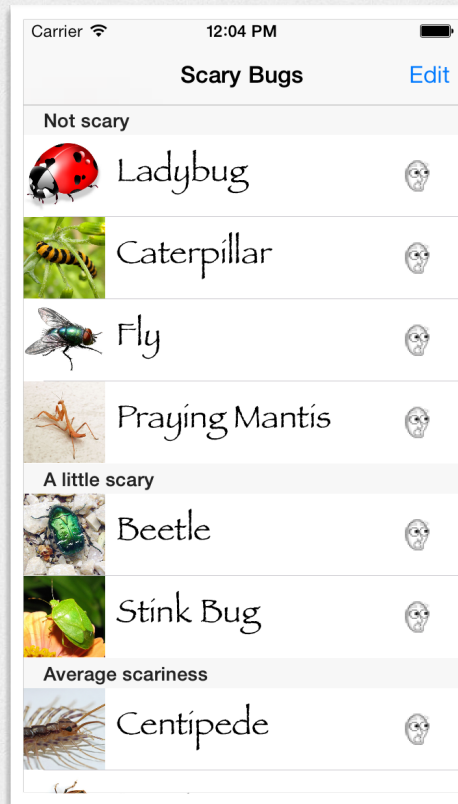 Carrier 12:04 PM
Scary Bugs Edit
Not scary
Ladybug
Caterpillar
Fly
Praying Mantis
A little scary
Beetle
Stink Bug
Average scariness
Centipede